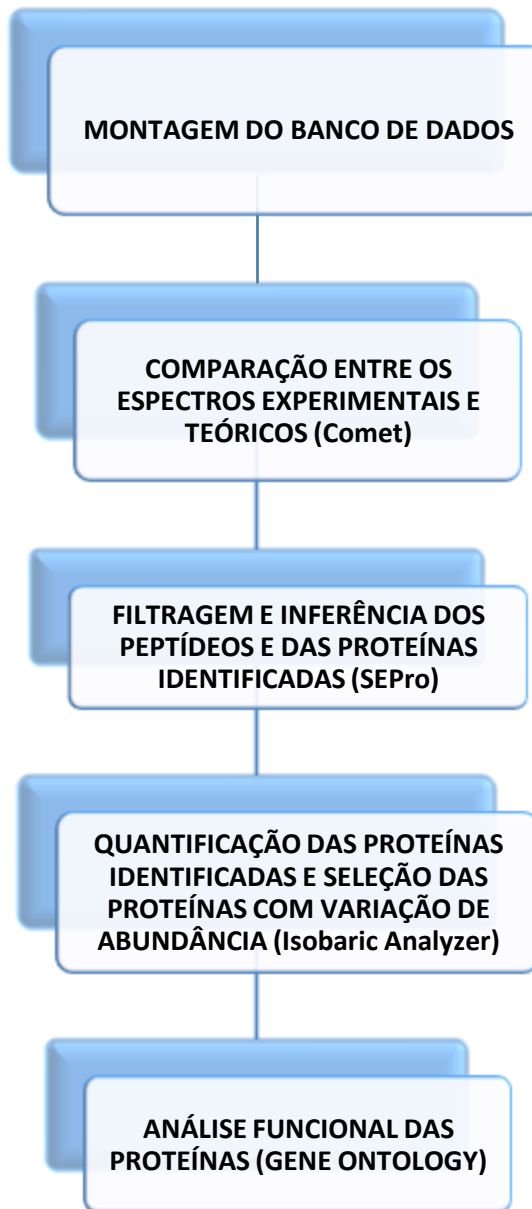 MONTAGEM DO BANCO DE DADOS
COMPARAÇÃO ENTRE OS
ESPECTROS EXPERIMENTAIS E
TEÓRICOS (Comet)
FILTRAGEM E INFERÊNCIA DOS
PEPTÍDEOS E DAS PROTEÍNAS
IDENTIFICADAS (SEPro)
QUANTIFICAÇÃO DAS PROTEÍNAS
IDENTIFICADAS E SELEÇÃO DAS
PROTEÍNAS COM VARIAÇÃO DE
ABUNDÂNCIA (Isobaric Analyzer)
ANÁLISE FUNCIONAL DAS
PROTEÍNAS (GENE ONTOLOGY)